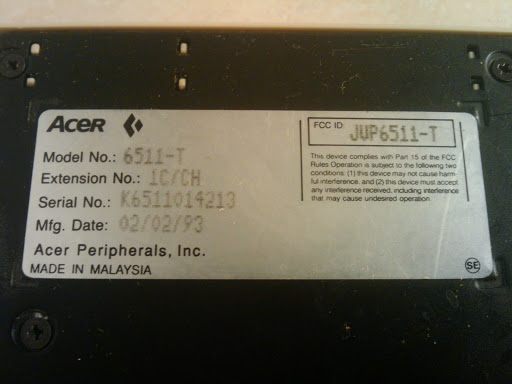 ACER
Model No.: 6511-T
Extension No.: 1C/CH
Serial No.: K6511014213
Mfg. Date: 02/02/93
Acer Peripherals, Inc.
MADE IN MALAYSIA
FCC ID: JVP6511-T
This device complies with Part 15 of the FCC
Rules Operation is subject to the following two
conditions: (1) this device may not cause harm-
ful interference, and (2) this device must accept
any interference received, including interference
that may cause undesired operation.
SE